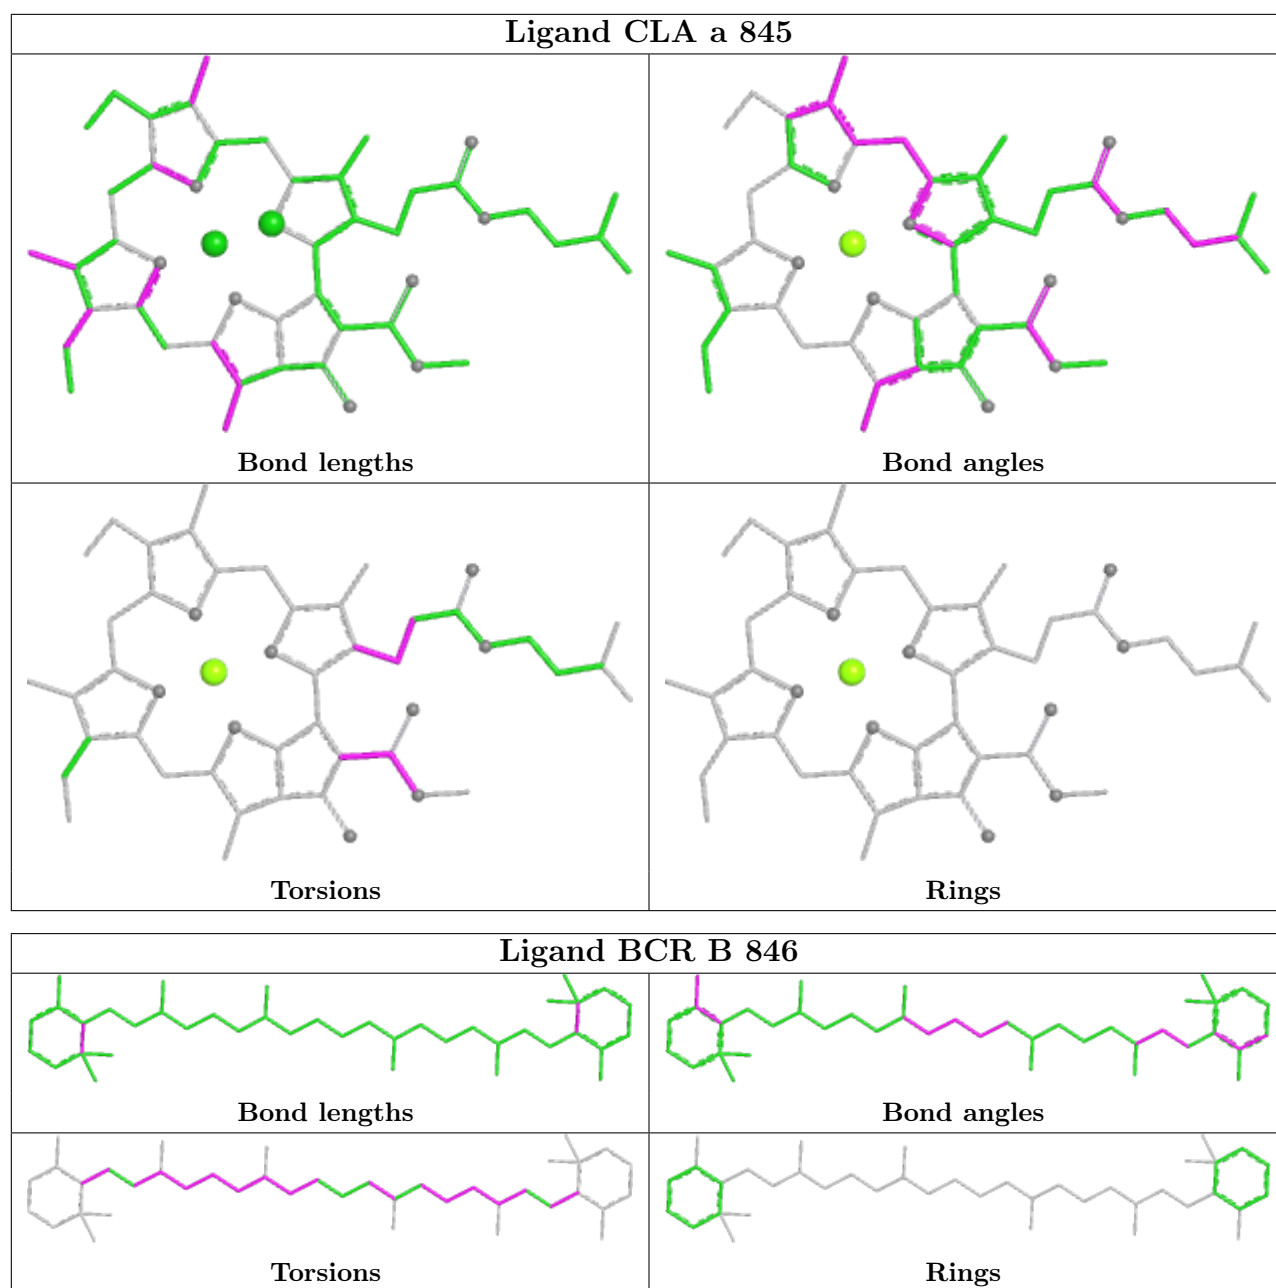 Ligand CLA a 845
Bond lengths
Bond angles
Torsions
Rings
Ligand BCR B 846
Bond lengths
Bond angles
Torsions
Rings